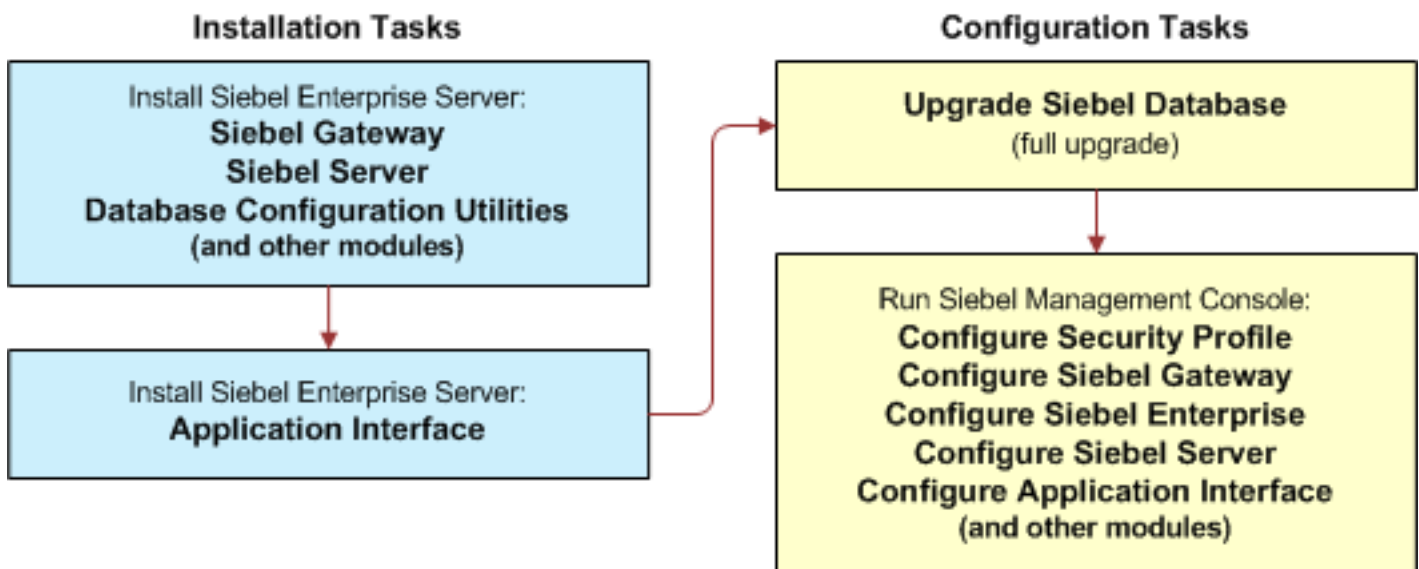 Installation Tasks
Install Siebel Enterprise Server:
Siebel Gateway
Siebel Server
Database Configuration Utilities
(and other modules)
Install Siebel Enterprise Server:
Application Interface
Configuration Tasks
Upgrade Siebel Database
(full upgrade)
Run Siebel Management Console:
Configure Security Profile
Configure Siebel Gateway
Configure Siebel Enterprise
Configure Siebel Server
Configure Application Interface
(and other modules)